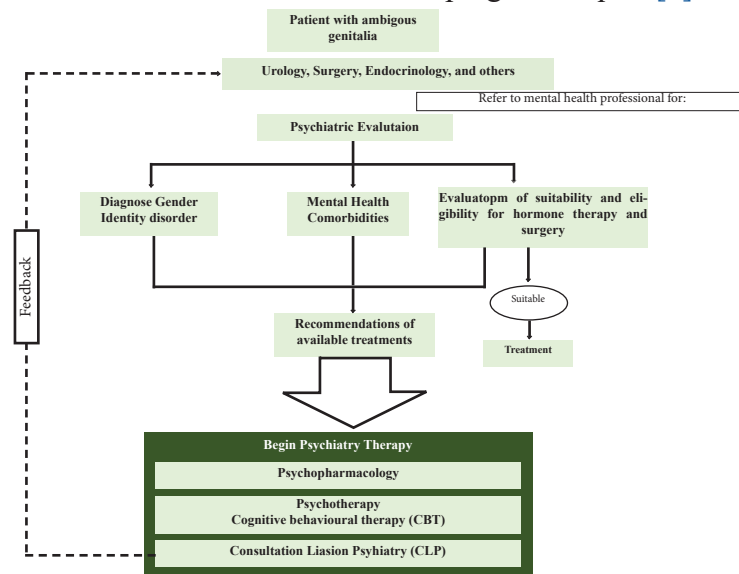 Patient with ambigous
genitalia
Urology, Surgery, Endocrinology, and others
Refer to mental health professional for:
Psychiatric Evalutaion
Diagnose Gender
Identity disorder
Mental Health
Comorbidities
Evaluatopm of suitability and eli-
gibility for hormone therapy and
surgery
Feedback
Suitable
Recommendations of
available treatments
Treatment
Begin Psychiatry Therapy
Psychopharmacology
Psychotherapy
Cognitive behavioural therapy (CBT)
Consultation Liasion Psyhiatry (CLP)